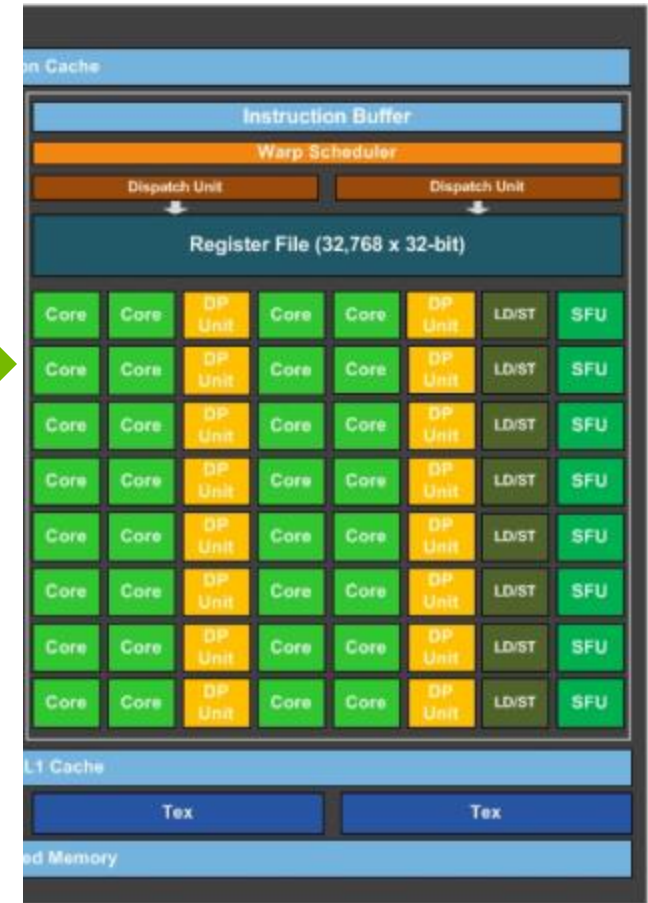 on Cache
Instruction Buffer
Warp Scheduler
Dispatch Unit Dispatch Unit
Register File (32,768 x 32-bit)
Core Core DP Unit Core Core DP Unit LD/ST SFU
Core Core DP Unit Core Core DP Unit LD/ST SFU
Core Core DP Unit Core Core DP Unit LD/ST SFU
Core Core DP Unit Core Core DP Unit LD/ST SFU
Core Core DP Unit Core Core DP Unit LD/ST SFU
Core Core DP Unit Core Core DP Unit LD/ST SFU
Core Core DP Unit Core Core DP Unit LD/ST SFU
Core Core DP Unit Core Core DP Unit LD/ST SFU
L1 Cache
Tex Tex
ed Memory